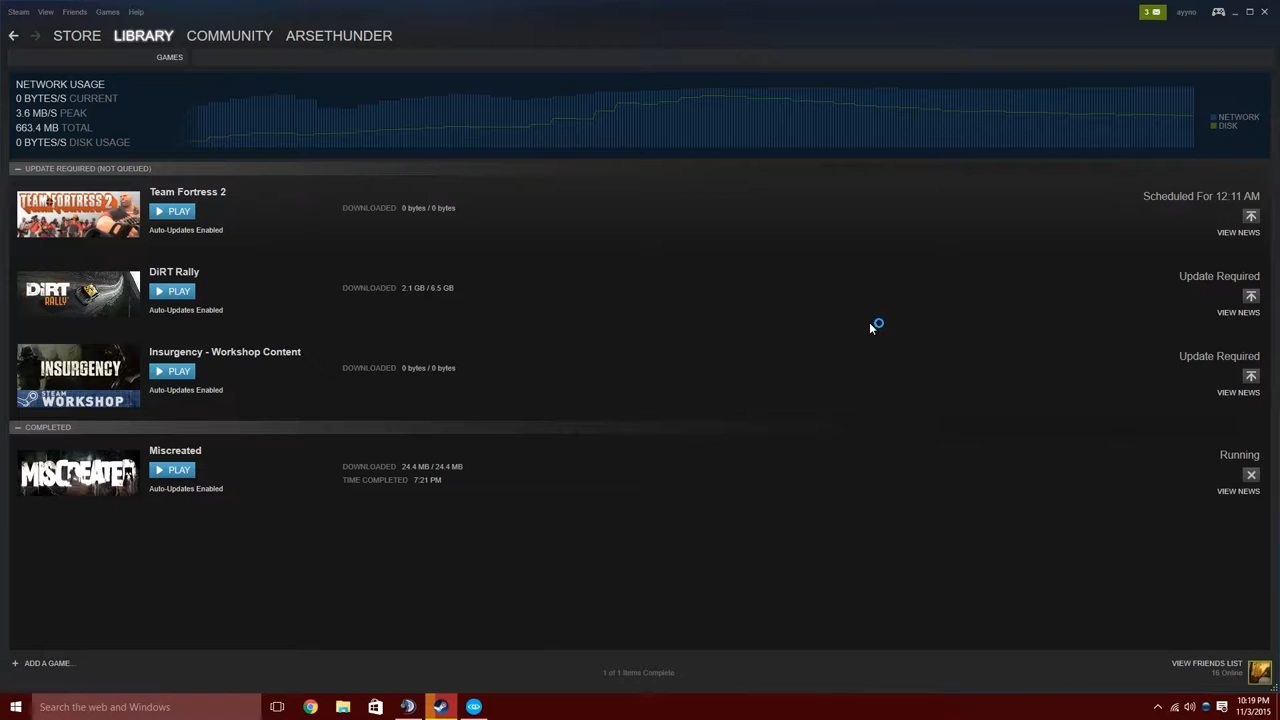 Steam View Friends Games Help
3 ayyno
STORE LIBRARY COMMUNITY ARSETHUNDER
GAMES
NETWORK USAGE
0 BYTES/S CURRENT
3.6 MB/S PEAK
663.4 MB TOTAL
0 BYTES/S DISK USAGE
NETWORK
DISK
UPDATE REQUIRED (NOT QUEUED)
TEAM FORTRESS 2
Team Fortress 2
PLAY
Auto-Updates Enabled
DOWNLOADED 0 bytes / 0 bytes
Scheduled For 12:11 AM
VIEW NEWS
DiRT RALLY
DiRT Rally
PLAY
Auto-Updates Enabled
DOWNLOADED 2.1 GB / 6.5 GB
Update Required
VIEW NEWS
INSURGENCY
STEAM WORKSHOP
Insurgency - Workshop Content
PLAY
Auto-Updates Enabled
DOWNLOADED 0 bytes / 0 bytes
Update Required
VIEW NEWS
COMPLETED
MISCREATED
Miscreated
PLAY
Auto-Updates Enabled
DOWNLOADED 24.4 MB / 24.4 MB
TIME COMPLETED 7:21 PM
Running
VIEW NEWS
+ ADD A GAME...
1 of 1 Items Complete
VIEW FRIENDS LIST
16 Online
Search the web and Windows
10:19 PM
11/3/2015